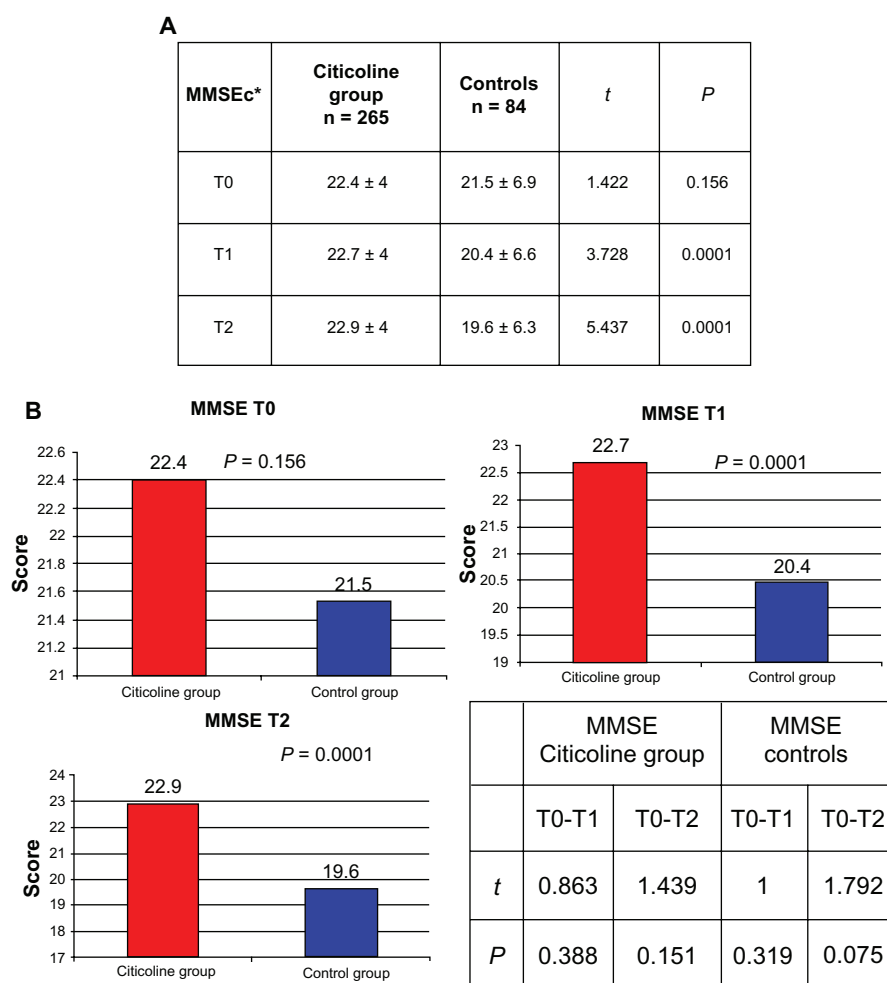 A
MMSEc* Citicoline group n = 265 Controls n = 84 t P
T0 22.4 ± 4 21.5 ± 6.9 1.422 0.156
T1 22.7 ± 4 20.4 ± 6.6 3.728 0.0001
T2 22.9 ± 4 19.6 ± 6.3 5.437 0.0001
B
MMSE T0
P = 0.156
Score
22.6
22.4
22.2
22
21.8
21.6
21.4
21.2
21
22.4
21.5
Citicoline group Control group
MMSE T1
P = 0.0001
Score
23
22.5
22
21.5
21
20.5
20
19.5
19
22.7
20.4
Citicoline group Control group
MMSE T2
P = 0.0001
Score
24
23
22
21
20
19
18
17
22.9
19.6
Citicoline group Control group
MMSE MMSE
Citicoline group controls
T0-T1 T0-T2 T0-T1 T0-T2
t 0.863 1.439 1 1.792
P 0.388 0.151 0.319 0.075